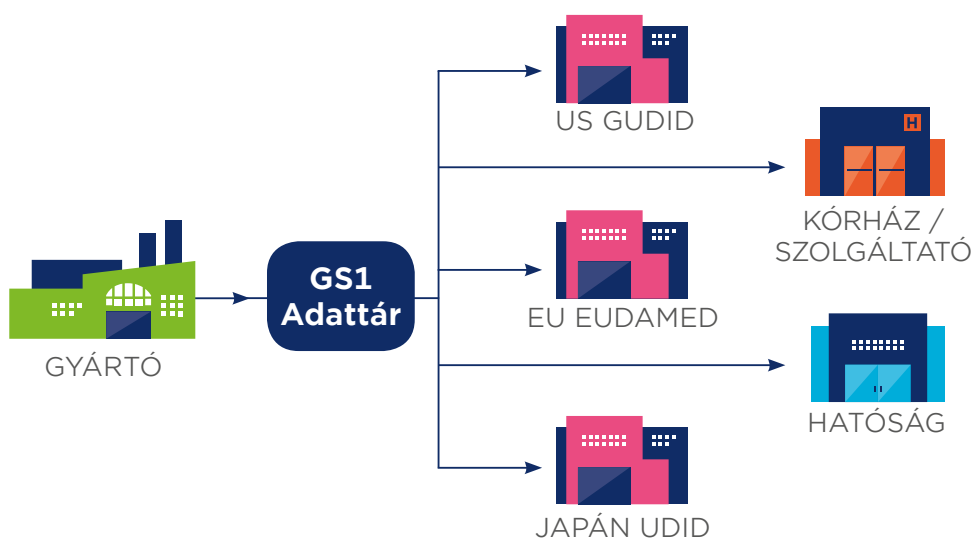 US GUDID
H
KÓRHÁZ /
SZOLGÁLTATÓ
GS1
Adattár
EU EUDAMED
GYÁRTÓ
HATÓSÁG
JAPÁN UDID